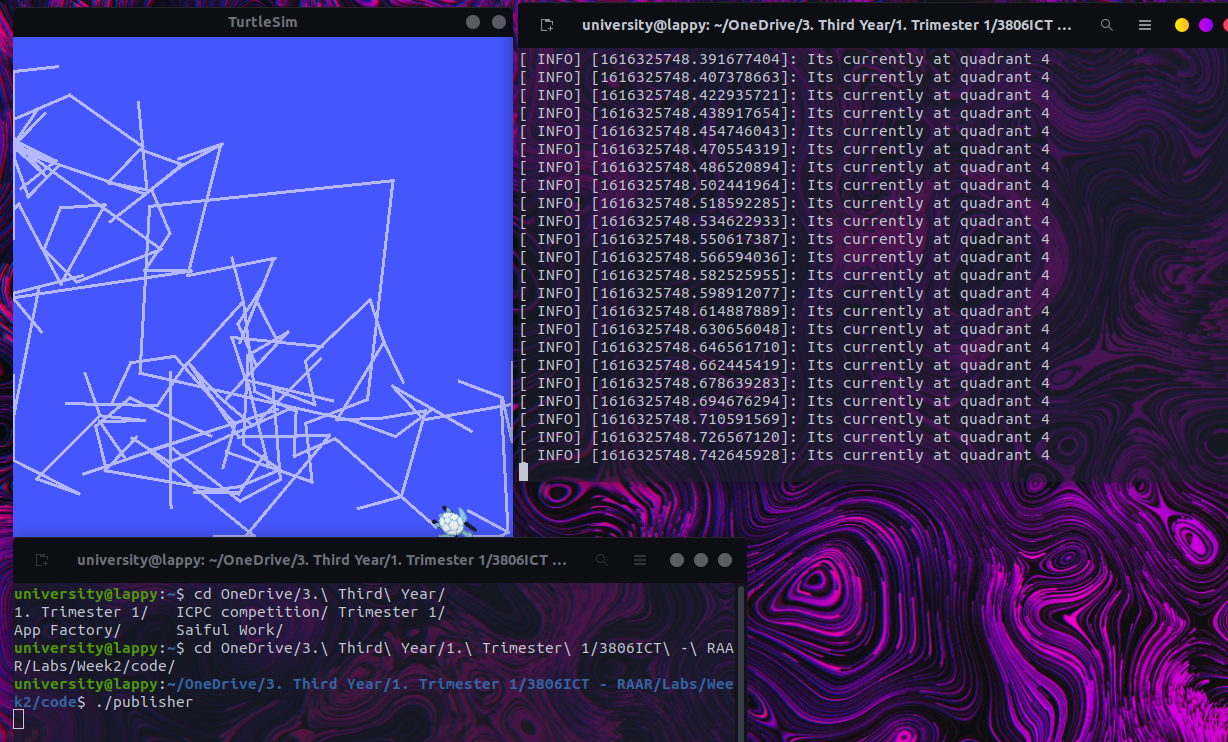 TurtleSim
university@lappy: ~/OneDrive/3. Third Year/1. Trimester 1/3806ICT ...
[ INFO] [1616325748.391677404]: Its currently at quadrant 4
[ INFO] [1616325748.407378663]: Its currently at quadrant 4
[ INFO] [1616325748.422935721]: Its currently at quadrant 4
[ INFO] [1616325748.438917654]: Its currently at quadrant 4
[ INFO] [1616325748.454746043]: Its currently at quadrant 4
[ INFO] [1616325748.470554319]: Its currently at quadrant 4
[ INFO] [1616325748.486520894]: Its currently at quadrant 4
[ INFO] [1616325748.502441964]: Its currently at quadrant 4
[ INFO] [1616325748.518592285]: Its currently at quadrant 4
[ INFO] [1616325748.534622933]: Its currently at quadrant 4
[ INFO] [1616325748.550617387]: Its currently at quadrant 4
[ INFO] [1616325748.566594036]: Its currently at quadrant 4
[ INFO] [1616325748.582525955]: Its currently at quadrant 4
[ INFO] [1616325748.598912077]: Its currently at quadrant 4
[ INFO] [1616325748.614887889]: Its currently at quadrant 4
[ INFO] [1616325748.630656048]: Its currently at quadrant 4
[ INFO] [1616325748.646561710]: Its currently at quadrant 4
[ INFO] [1616325748.662445419]: Its currently at quadrant 4
[ INFO] [1616325748.678639283]: Its currently at quadrant 4
[ INFO] [1616325748.694676294]: Its currently at quadrant 4
[ INFO] [1616325748.710591569]: Its currently at quadrant 4
[ INFO] [1616325748.726567120]: Its currently at quadrant 4
[ INFO] [1616325748.742645928]: Its currently at quadrant 4
university@lappy: ~/OneDrive/3. Third Year/1. Trimester 1/3806ICT ...
university@lappy:~$ cd OneDrive/3.\ Third\ Year/
1. Trimester 1/   ICPC competition/ Trimester 1/
App Factory/      Saiful Work/
university@lappy:~$ cd OneDrive/3.\ Third\ Year/1.\ Trimester\ 1/3806ICT\ -\ RAA
R/Labs/Week2/code/
university@lappy:~/OneDrive/3. Third Year/1. Trimester 1/3806ICT - RAAR/Labs/Wee
k2/code$ ./publisher